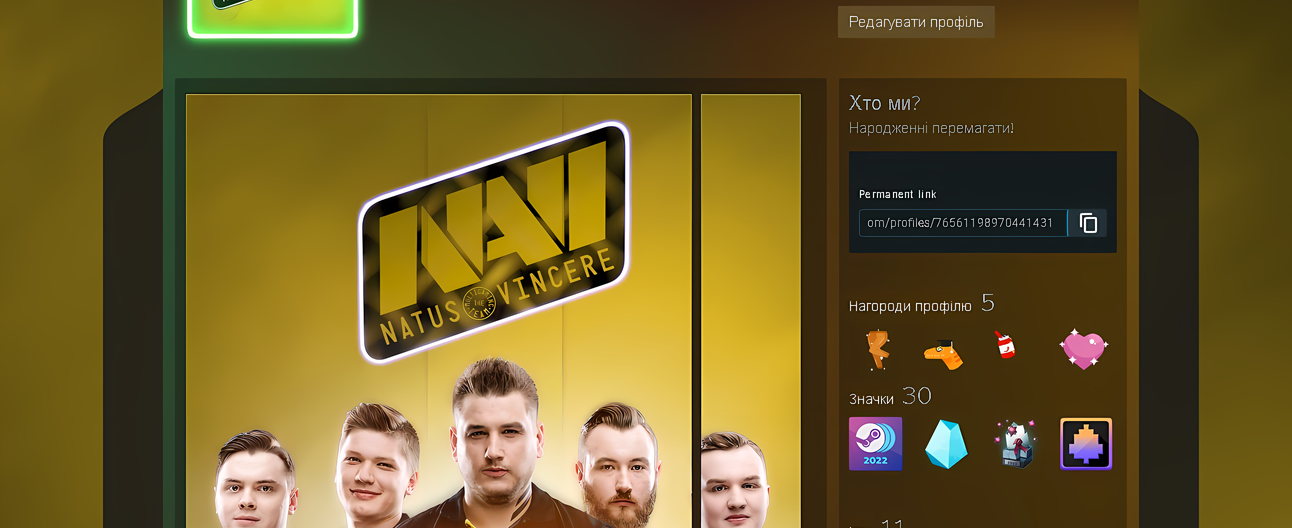 Редагувати профіль
NAVI
NATUS VINCERE
Хто ми?
Народженні перемагати!
Permanent link
om/profiles/76561198970441431
Нагороди профілю 5
Значки 30
2022
11